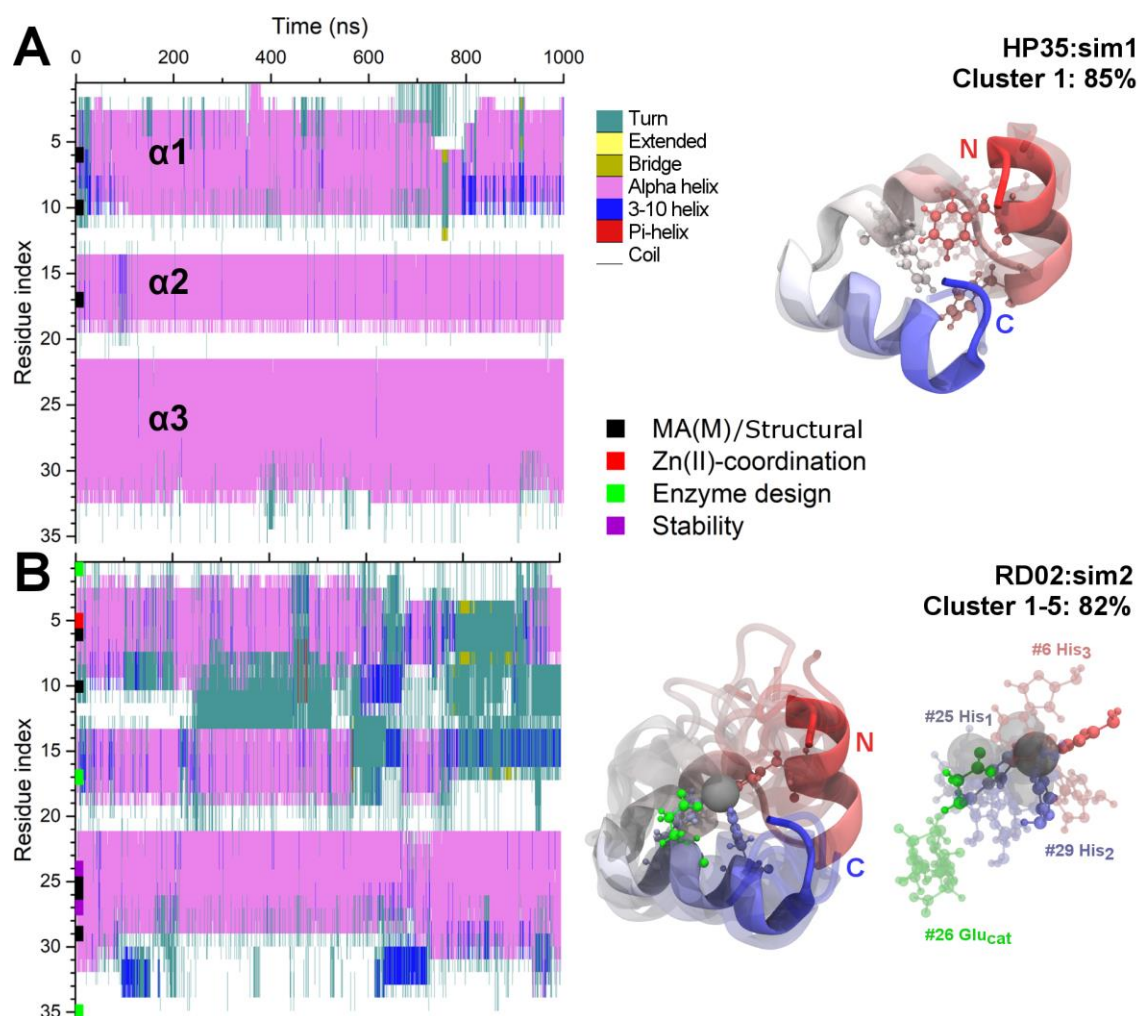 A
Time (ns)
0 200 400 600 800 1000
Residue index
5
10
15
20
25
30
35
α1
α2
α3
Turn
Extended
Bridge
Alpha helix
3-10 helix
Pi-helix
Coil
HP35:sim1
Cluster 1: 85%
N
C
MA(M)/Structural
Zn(II)-coordination
Enzyme design
Stability
B
Residue index
5
10
15
20
25
30
35
RD02:sim2
Cluster 1-5: 82%
N
C
#6 His3
#25 His1
#29 His2
#26 Glucat